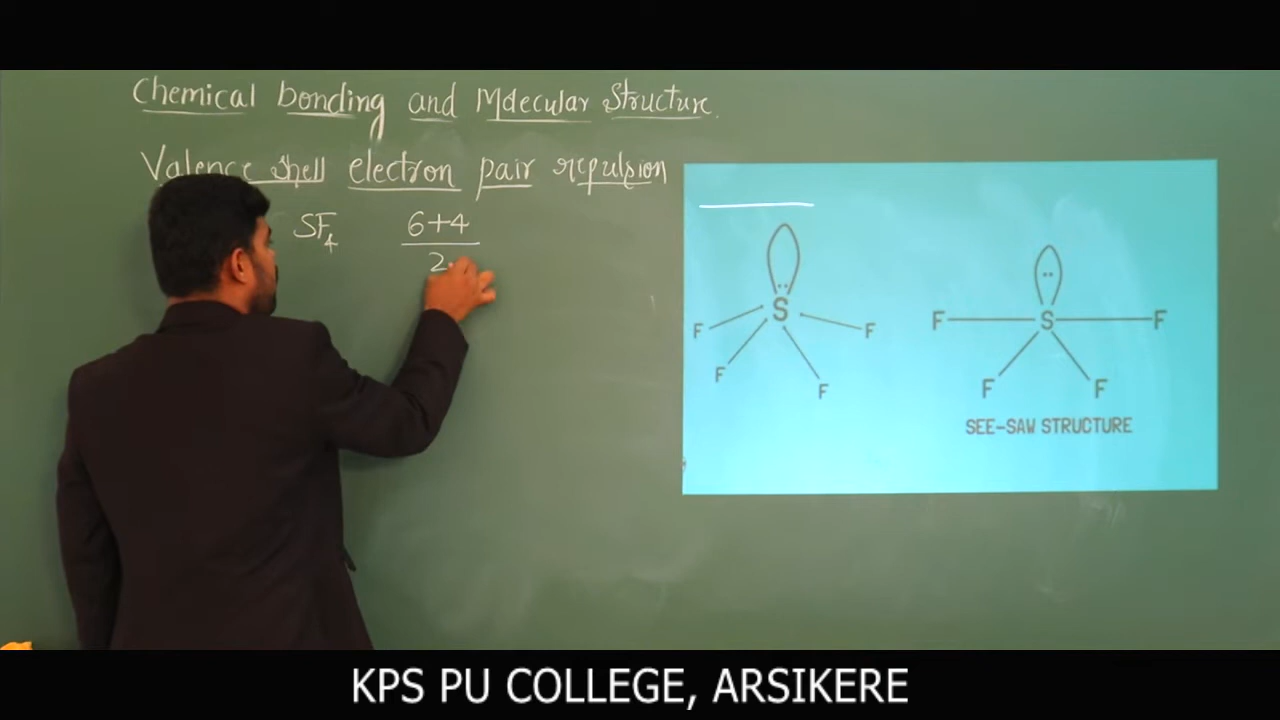 Chemical bonding and Molecular Structure.
Valence shell electron pair repulsion
SF4 6+4
2
S
F F F F
F S F
F F
SEE-SAW STRUCTURE
KPS PU COLLEGE, ARSIKERE